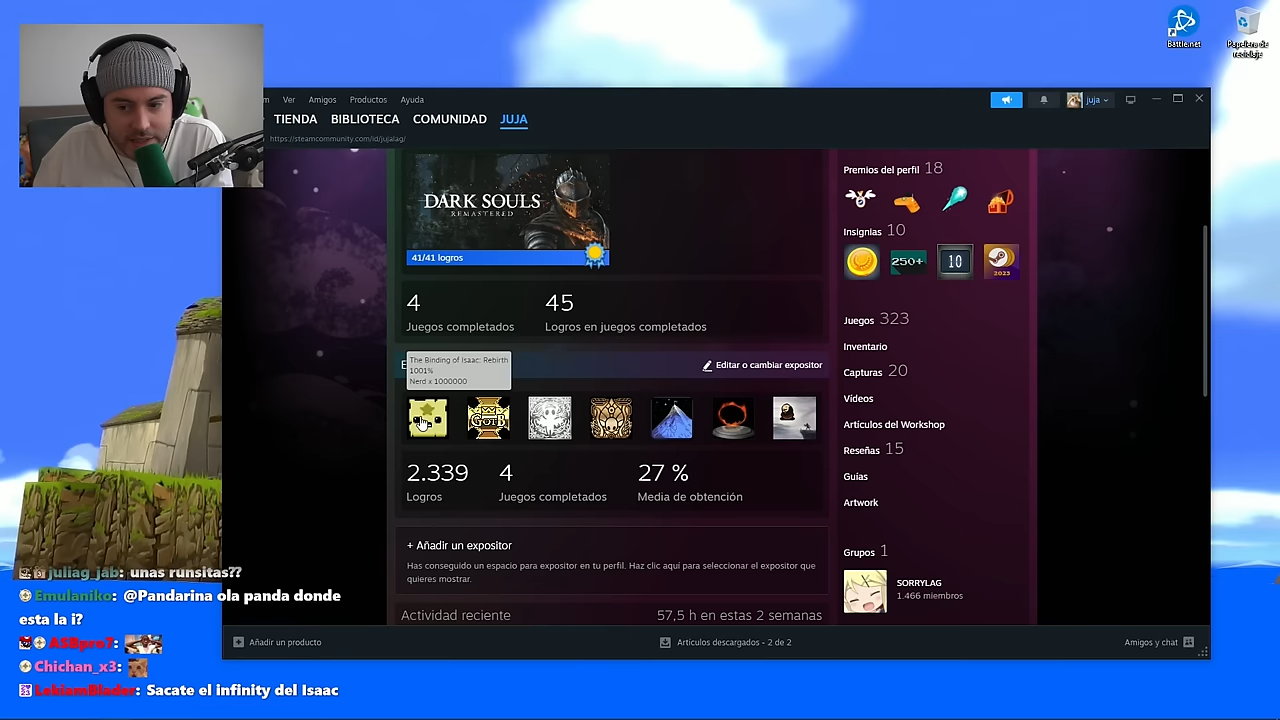 Battle.net
Papelera de
reciclaje
Ver Amigos Productos Ayuda
juja
TIENDA BIBLIOTECA COMUNIDAD JUJA
https://steamcommunity.com/id/jujalag/
DARK SOULS
REMASTERED
41/41 logros
4
Juegos completados
45
Logros en juegos completados
The Binding of Isaac: Rebirth
1001%
Nerd x 1000000
Editar o cambiar expositor
GOTB
2.339
Logros
4
Juegos completados
27 %
Media de obtención
+ Añadir un expositor
Has conseguido un espacio para expositor en tu perfil. Haz clic aquí para seleccionar el expositor que
quieres mostrar.
Actividad reciente 57,5 h en estas 2 semanas
Premios del perfil 18
Insignias 10
250+
10
2023
Juegos 323
Inventario
Capturas 20
Vídeos
Artículos del Workshop
Reseñas 15
Guías
Artwork
Grupos 1
SORRYLAG
1.466 miembros
Añadir un producto
Artículos descargados - 2 de 2
Amigos y chat
juliag_jab: unas runsitas??
Emulaniko: @Pandarina ola panda donde
esta la i?
ASBpro7:
Chichan_x3:
LabiamBlader: Sacate el infinity del Isaac